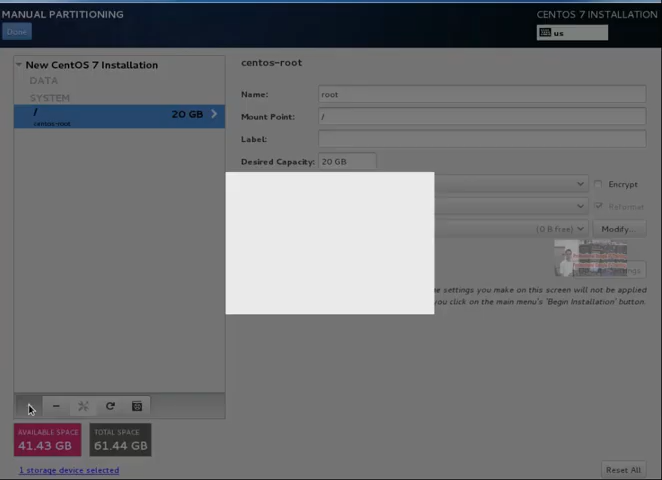 MANUAL PARTITIONING
CENTOS 7 INSTALLATION
Done
us
New CentOS 7 Installation
DATA
SYSTEM
/
20 GB
centos-root
centos-root
Name:
root
Mount Point:
/
Label:
Desired Capacity:
20 GB
Encrypt
Reformat
(0 B free)
Modify...
settings you make on this screen will not be applied
you click on the main menu's 'Begin Installation' button.
AVAILABLE SPACE
41.43 GB
TOTAL SPACE
61.44 GB
1 storage device selected
Reset All